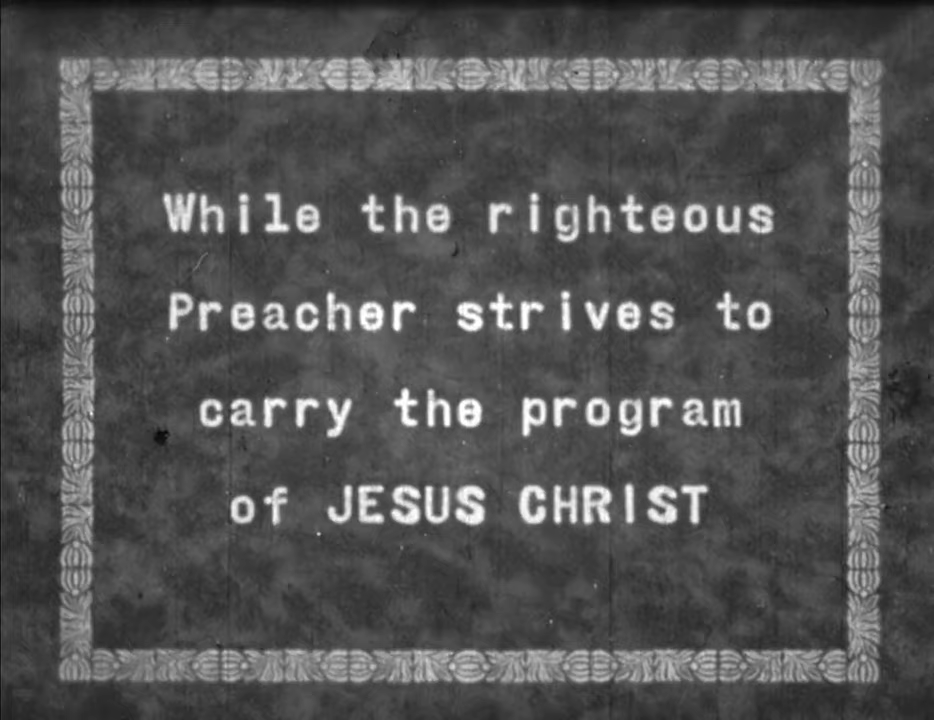 While the righteous
Preacher strives to
carry the program
of JESUS CHRIST